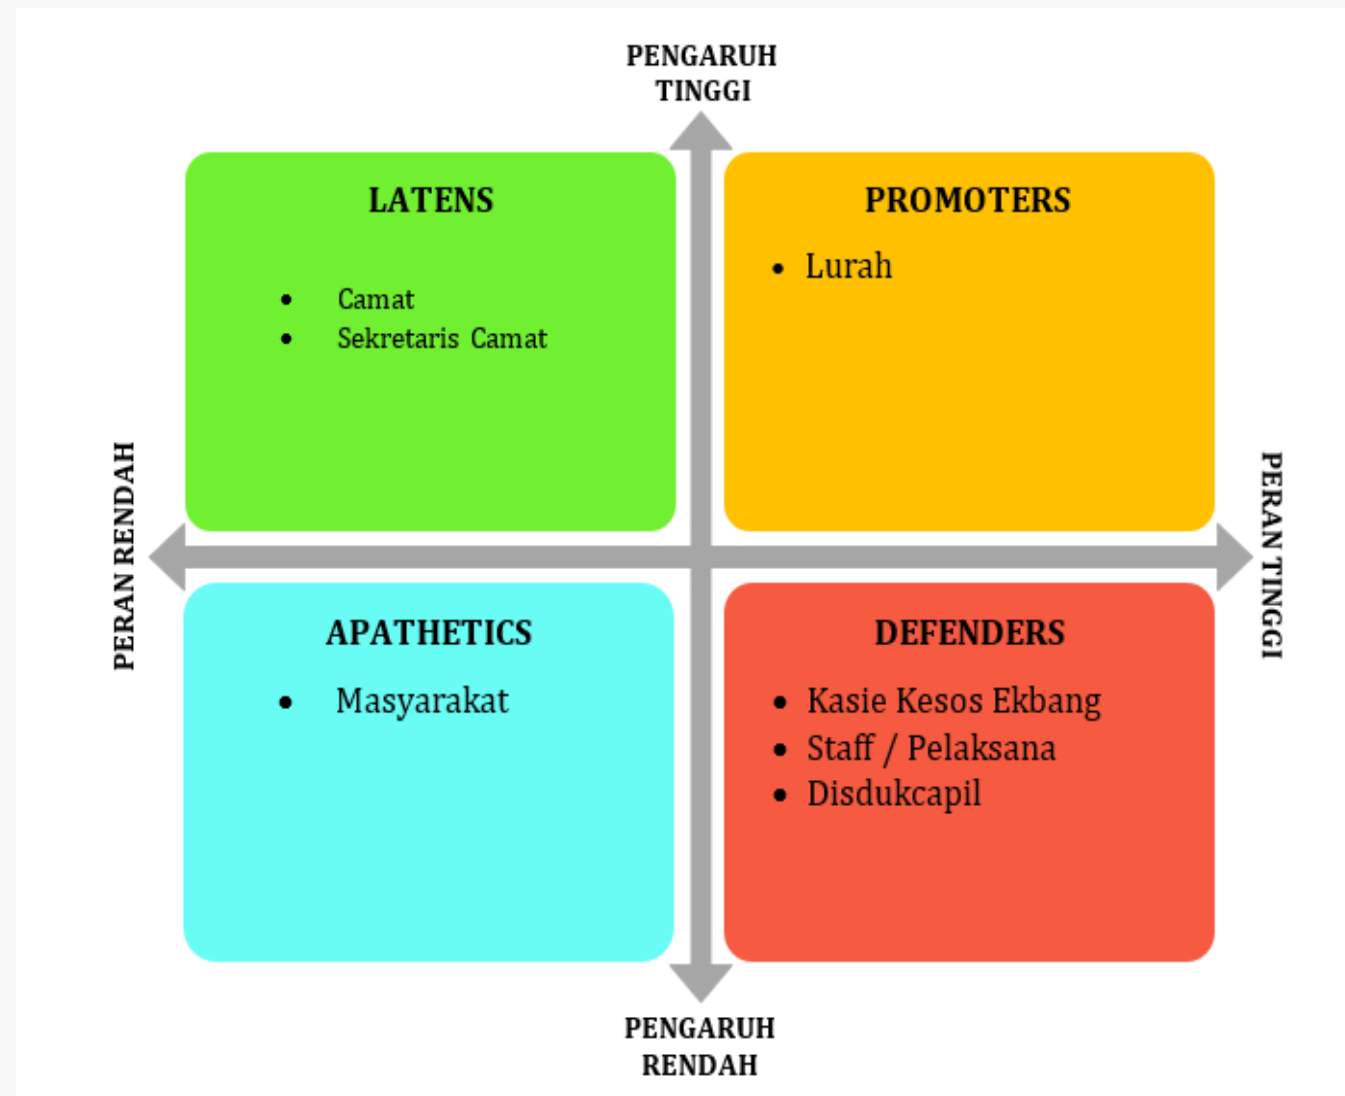 PENGARUH
TINGGI
LATENS
• Camat
• Sekretaris Camat
PROMOTERS
• Lurah
PERAN RENDAH
PERAN TINGGI
APATHETICS
• Masyarakat
DEFENDERS
• Kasie Kesos Ekbang
• Staff / Pelaksana
• Disdukcapil
PENGARUH
RENDAH